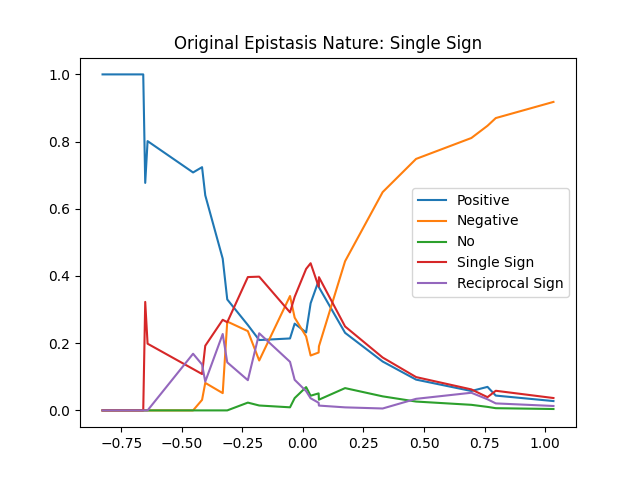 Original Epistasis Nature: Single Sign
1.0
0.8
0.6
0.4
0.2
0.0
Positive
Negative
No
Single Sign
Reciprocal Sign
−0.75 −0.50 −0.25 0.00 0.25 0.50 0.75 1.00